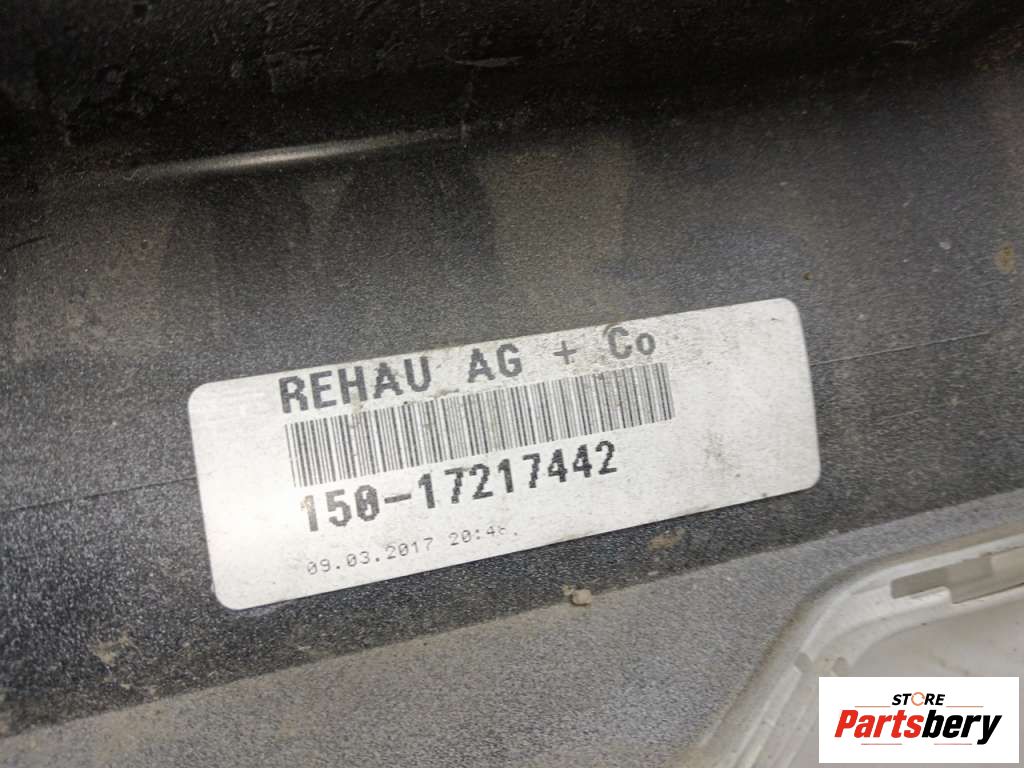 REHAU AG + Co
150-17217442
09.03.2017
STORE
Partsbery